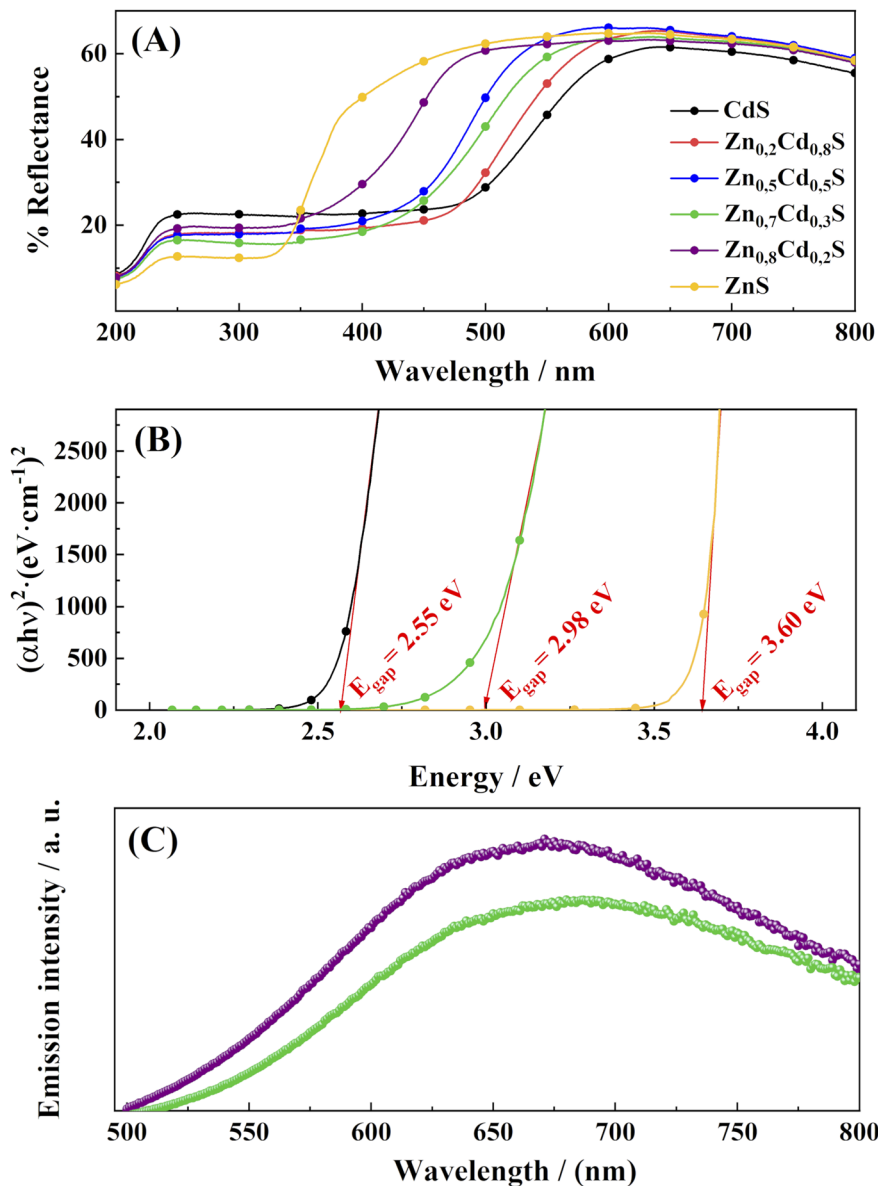 (A)
60
40
20
% Reflectance
CdS
Zn0,2Cd0,8S
Zn0,5Cd0,5S
Zn0,7Cd0,3S
Zn0,8Cd0,2S
ZnS
200 300 400 500 600 700 800
Wavelength / nm
(B)
2500
2000
1500
1000
500
0
(αhν)²·(eV·cm⁻¹)²
Egap = 2.55 eV
Egap = 2.98 eV
Egap = 3.60 eV
2.0 2.5 3.0 3.5 4.0
Energy / eV
(C)
Emission intensity / a. u.
500 550 600 650 700 750 800
Wavelength / (nm)